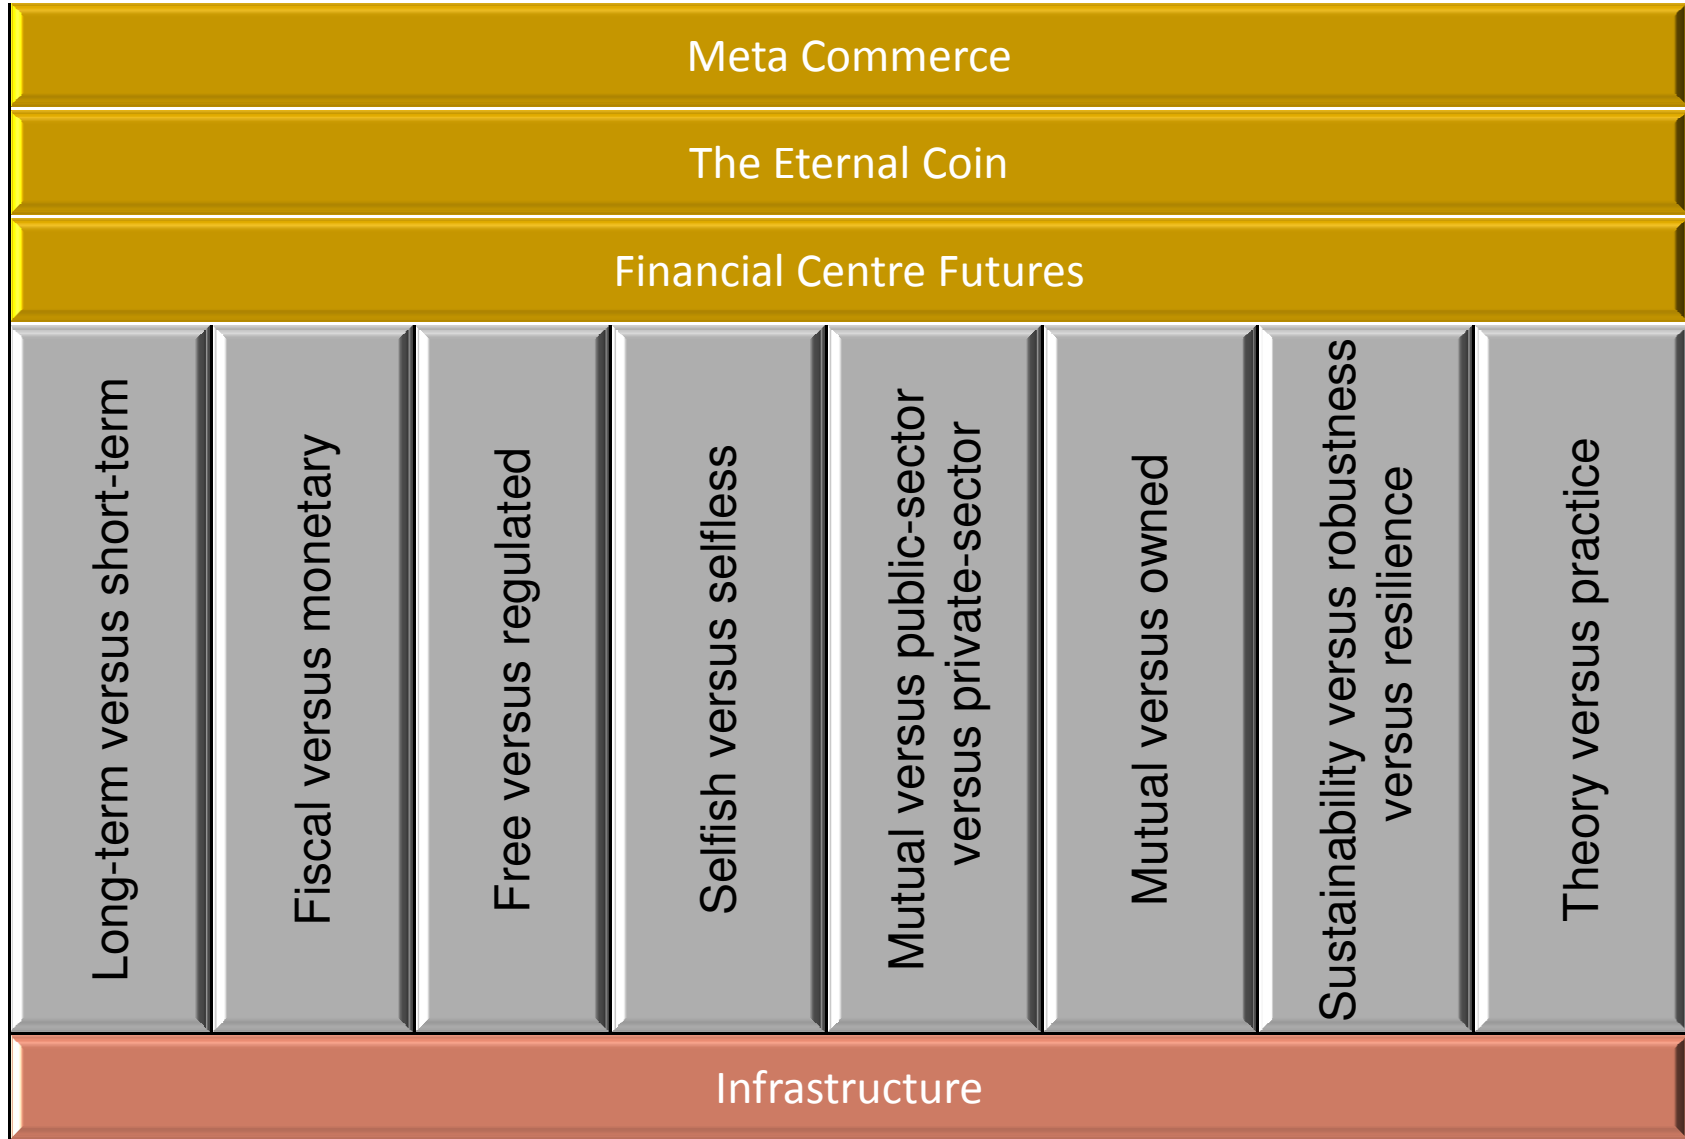 Meta Commerce
The Eternal Coin
Financial Centre Futures
Long-term versus short-term
Fiscal versus monetary
Free versus regulated
Selfish versus selfless
Mutual versus public-sector
versus private-sector
Mutual versus owned
Sustainability versus robustness
versus resilience
Theory versus practice
Infrastructure